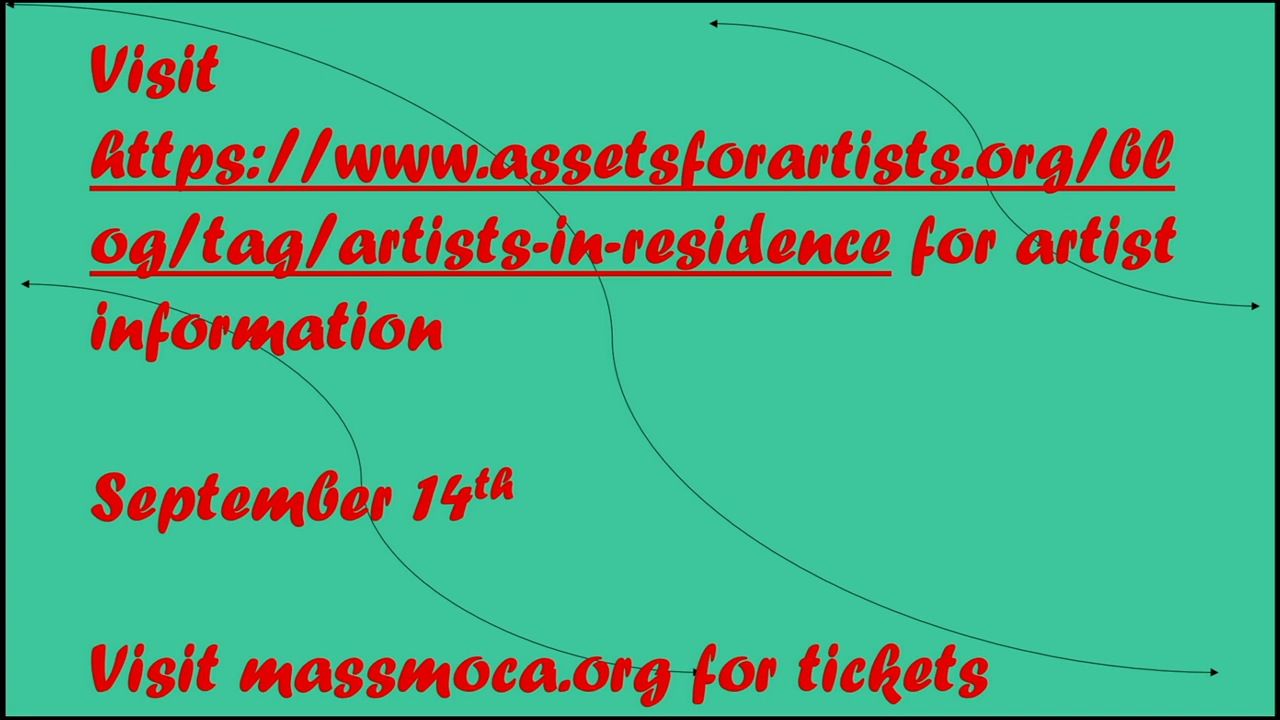 Visit
https://www.assetsforartists.org/bl
og/tag/artists-in-residence for artist
information
September 14th
Visit massmoca.org for tickets